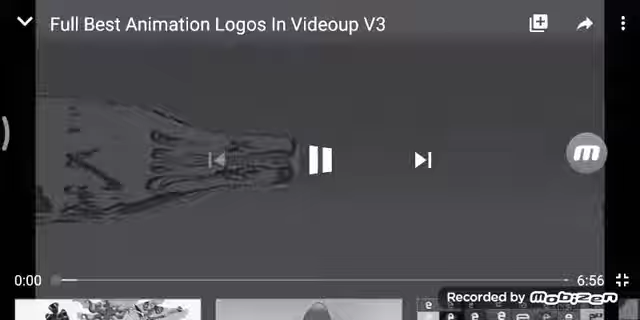 Full Best Animation Logos In Videoup V3
m
0:00
6:56
Recorded by mobizen